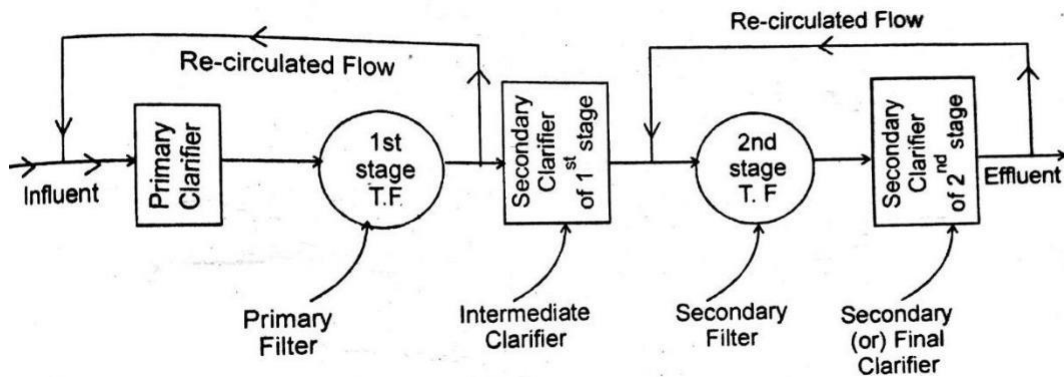 Re-circulated Flow
Re-circulated Flow
Influent
Primary
Clarifier
1st
stage
T.F.
Secondary
Clarifier
of 1st stage
2nd
stage
T. F
Secondary
Clarifier
of 2nd stage
Effluent
Primary
Filter
Intermediate
Clarifier
Secondary
Filter
Secondary
(or) Final
Clarifier